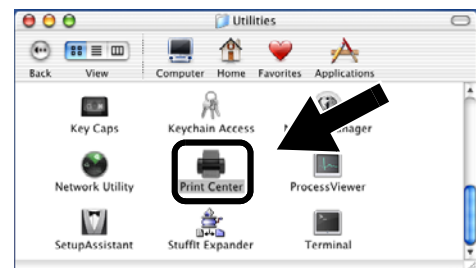 Utilities
Back View Computer Home Favorites Applications
Key Caps Keychain Access
Network Utility Print Center ProcessViewer
SetupAssistant StuffIt Expander Terminal